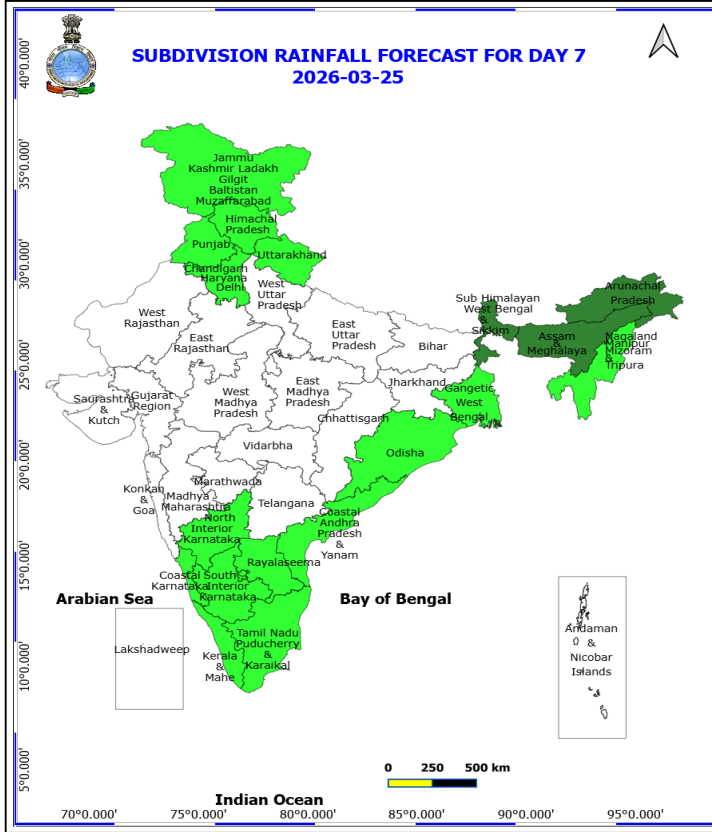 SUBDIVISION RAINFALL FORECAST FOR DAY 7
2026-03-25
40°0.000'
35°0.000'
30°0.000'
25°0.000'
20°0.000'
15°0.000'
10°0.000'
5°0.000'
Jammu
Kashmir Ladakh
Gilgit
Baltistan
Muzaffarabad
Himachal
Pradesh
Punjab
Uttarakhand
Chandigarh
Haryana
Delhi
West
Uttar
Pradesh
West
Rajasthan
East
Rajasthan
East
Uttar
Pradesh
Bihar
Sub Himalayan
West Bengal
&
Sikkim
Arunachal
Pradesh
Assam
&
Meghalaya
Nagaland
Manipur
Mizoram
&
Tripura
Saurashtra
&
Kutch
Gujarat
Region
West
Madhya
Pradesh
East
Madhya
Pradesh
Jharkhand
Gangetic
West
Bengal
Chhattisgarh
Vidarbha
Odisha
Konkan
&
Goa
Madhya
Maharashtra
Marathwada
Telangana
North
Interior
Karnataka
Coastal
Andhra
Pradesh
&
Yanam
Rayalaseema
Coastal
Karnataka
South
Interior
Karnataka
Arabian Sea
Bay of Bengal
Lakshadweep
Kerala
&
Mahe
Tamil Nadu
Puducherry
&
Karaikal
Andaman
&
Nicobar
Islands
0 250 500 km
Indian Ocean
70°0.000' 75°0.000' 80°0.000' 85°0.000' 90°0.000' 95°0.000'